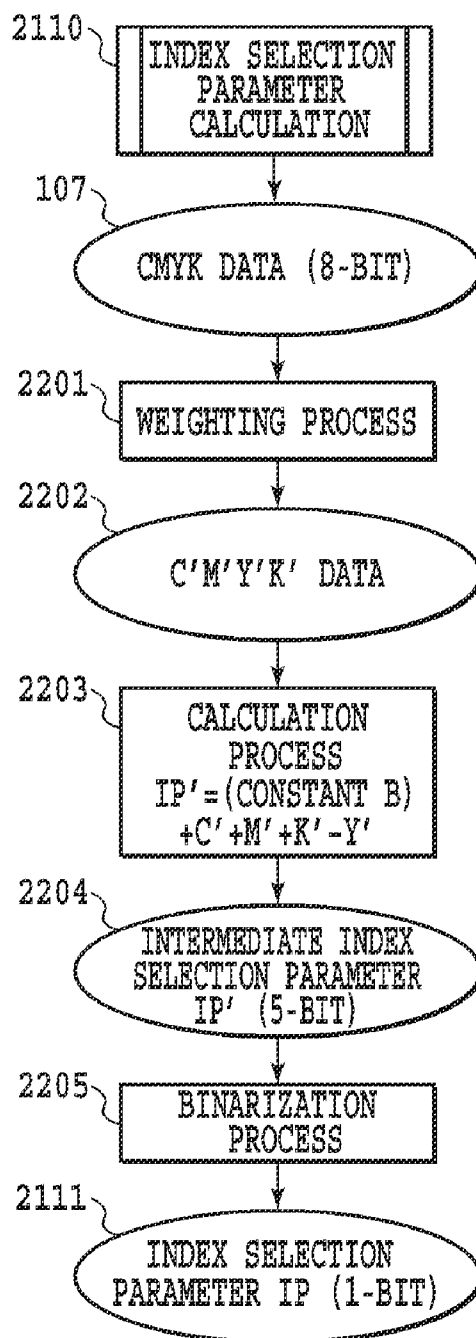 2110
INDEX SELECTION
PARAMETER
CALCULATION
107
CMYK DATA (8-BIT)
2201
WEIGHTING PROCESS
2202
C'M'Y'K' DATA
2203
CALCULATION
PROCESS
IP'=(CONSTANT B)
+C'+M'+K'-Y'
2204
INTERMEDIATE INDEX
SELECTION PARAMETER
IP' (5-BIT)
2205
BINARIZATION
PROCESS
2111
INDEX SELECTION
PARAMETER IP (1-BIT)